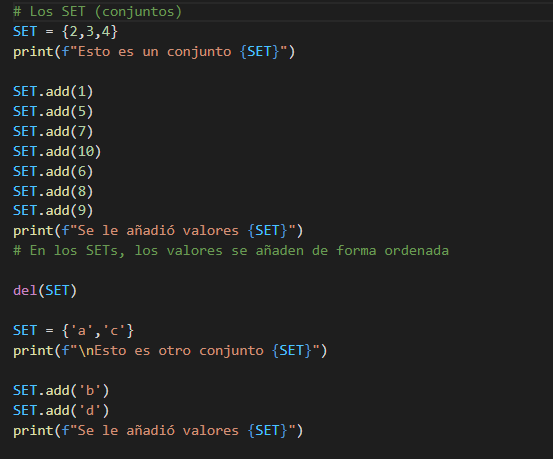 # Los SET (conjuntos)
SET = {2,3,4}
print(f"Esto es un conjunto {SET}")
SET.add(1)
SET.add(5)
SET.add(7)
SET.add(10)
SET.add(6)
SET.add(8)
SET.add(9)
print(f"Se le añadió valores {SET}")
# En los SETs, los valores se añaden de forma ordenada
del(SET)
SET = {'a','c'}
print(f"\nEsto es otro conjunto {SET}")
SET.add('b')
SET.add('d')
print(f"Se le añadió valores {SET}")